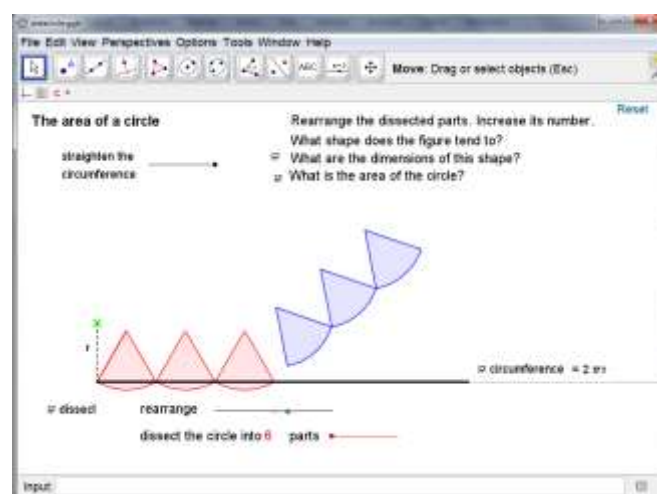 File Edit View Perspectives Options Tools Window Help
ABC
Move: Drag or select objects (Esc)
Reset
The area of a circle
Rearrange the dissected parts. Increase its number.
What shape does the figure tend to?
straighten the
What are the dimensions of this shape?
circumference
What is the area of the circle?
r
circumference = 2 πr
dissect
rearrange
dissect the circle into 6 parts
Input: